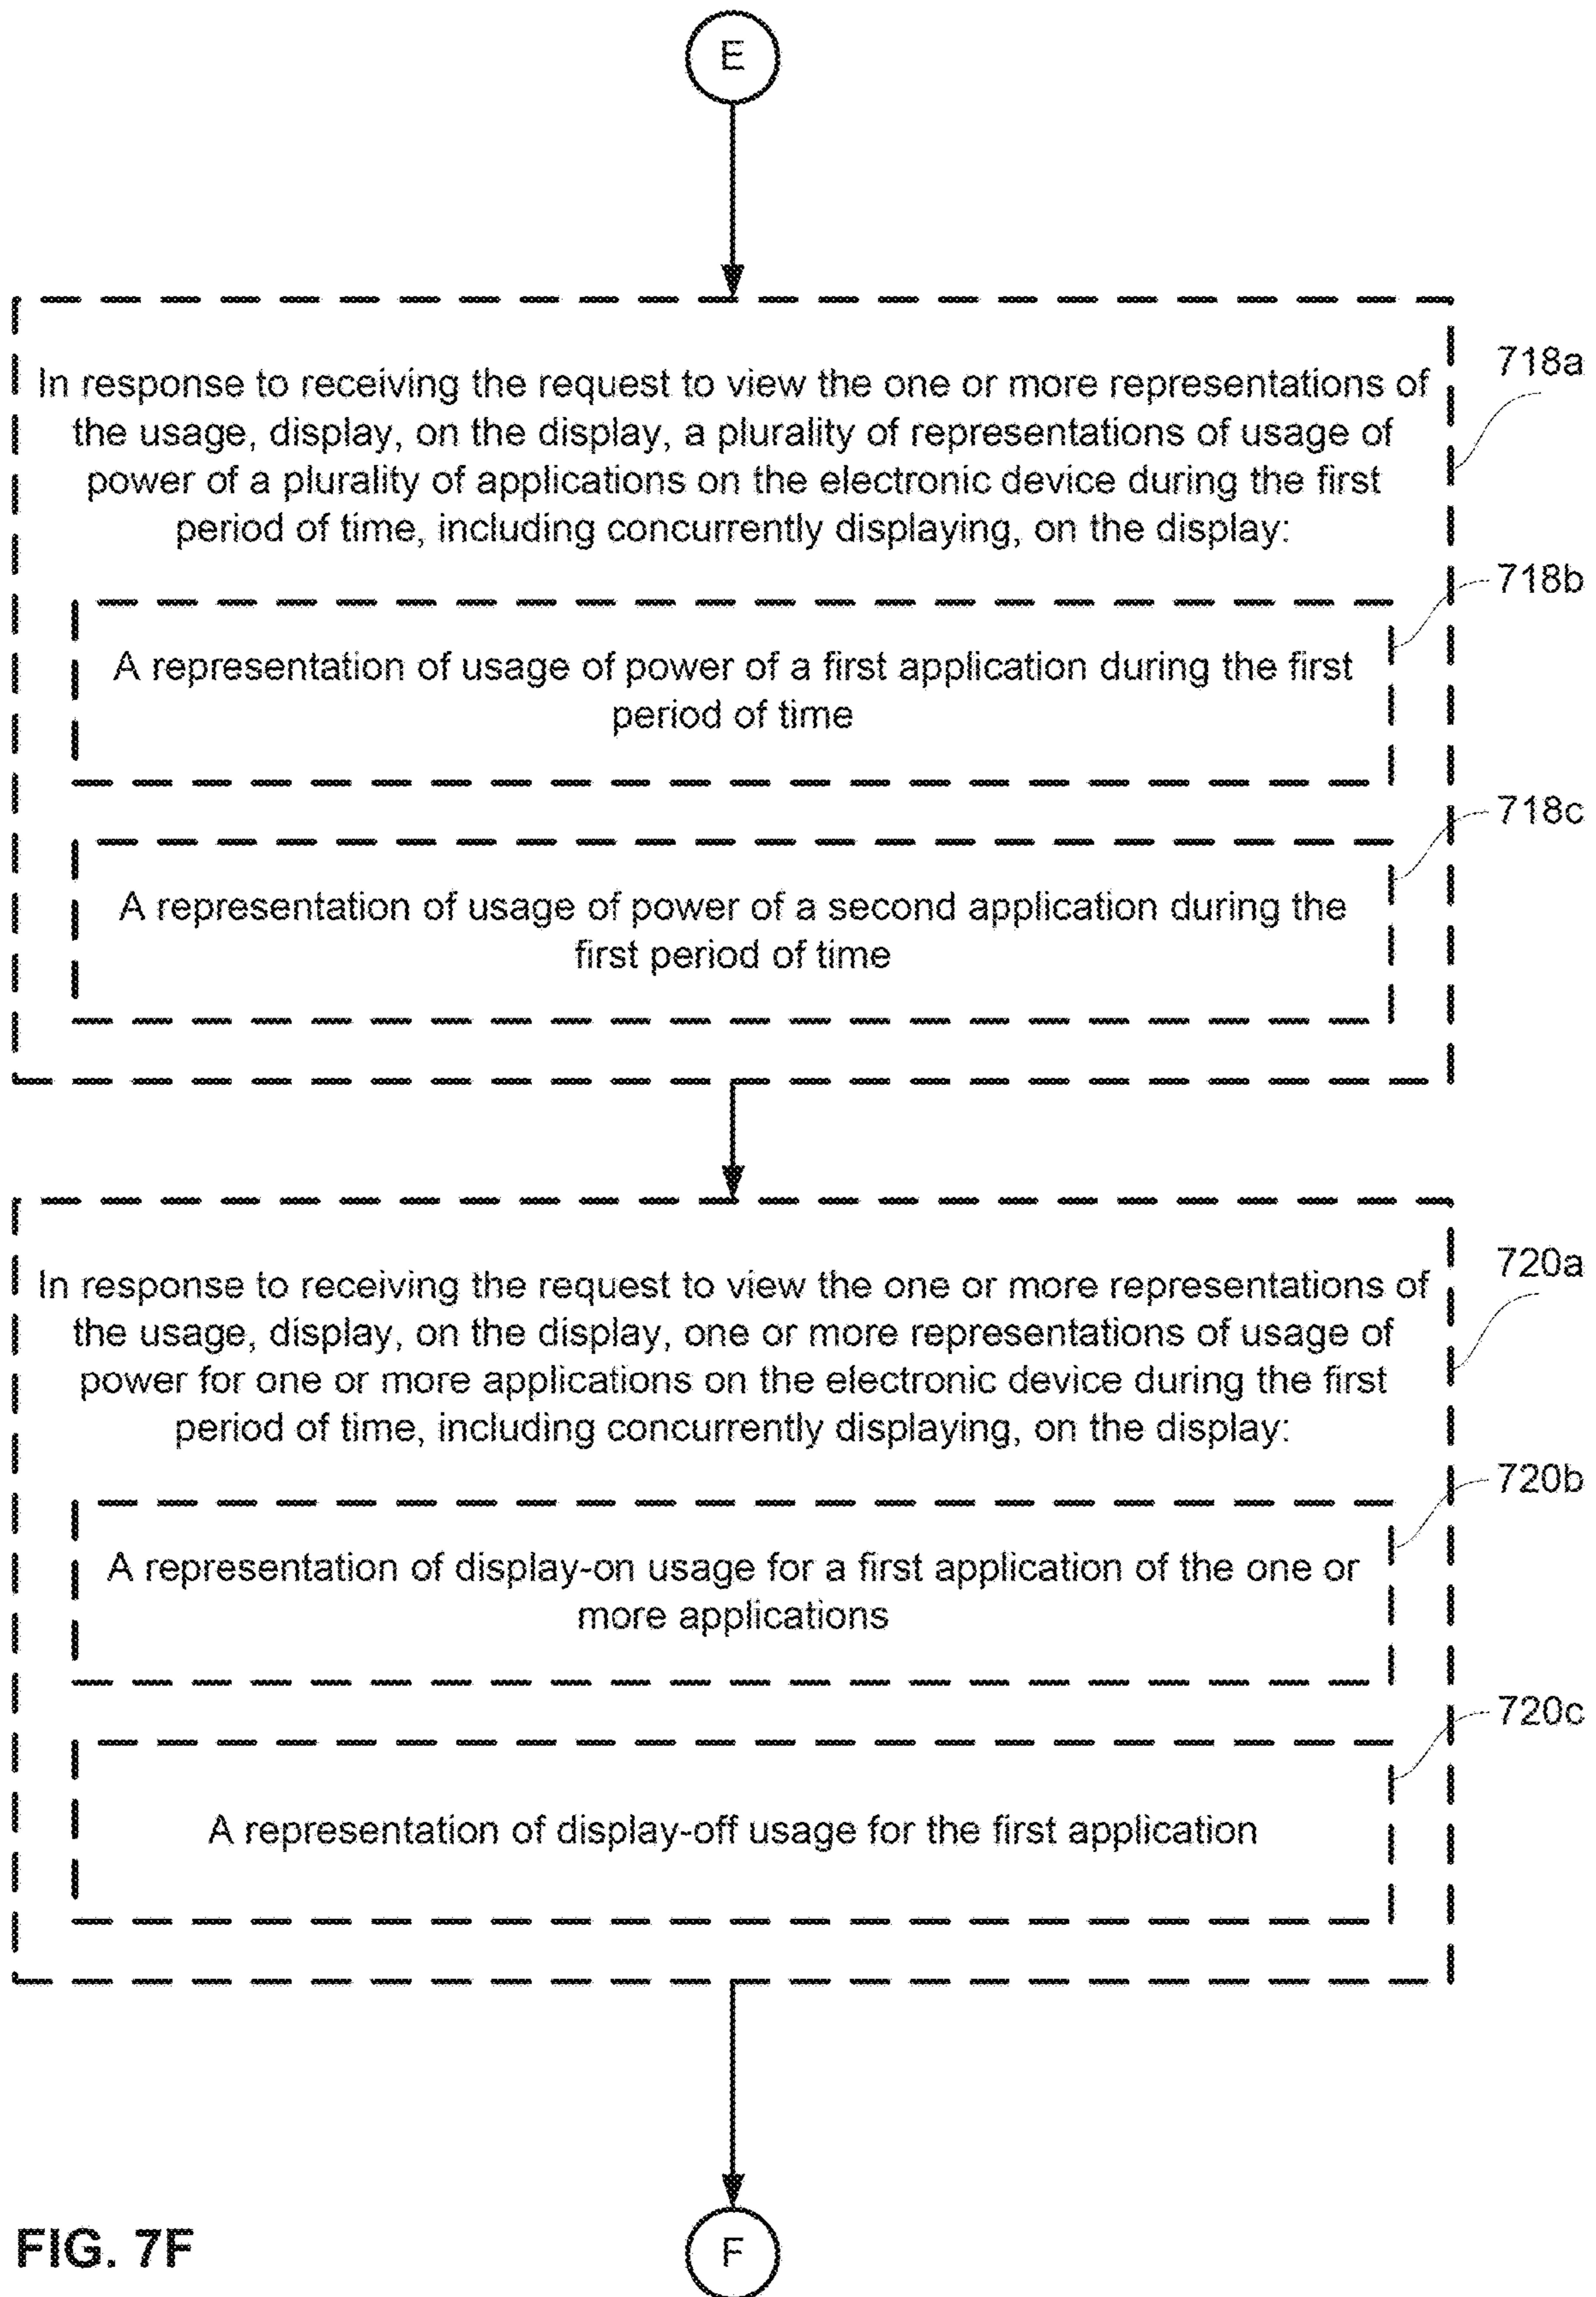 E
In response to receiving the request to view the one or more representations of
the usage, display, on the display, a plurality of representations of usage of
power of a plurality of applications on the electronic device during the first
period of time, including concurrently displaying, on the display:
718a
718b
A representation of usage of power of a first application during the first
period of time
718c
A representation of usage of power of a second application during the
first period of time
In response to receiving the request to view the one or more representations of
the usage, display, on the display, one or more representations of usage of
power for one or more applications on the electronic device during the first
period of time, including concurrently displaying, on the display:
720a
720b
A representation of display-on usage for a first application of the one or
more applications
720c
A representation of display-off usage for the first application
FIG. 7F
F